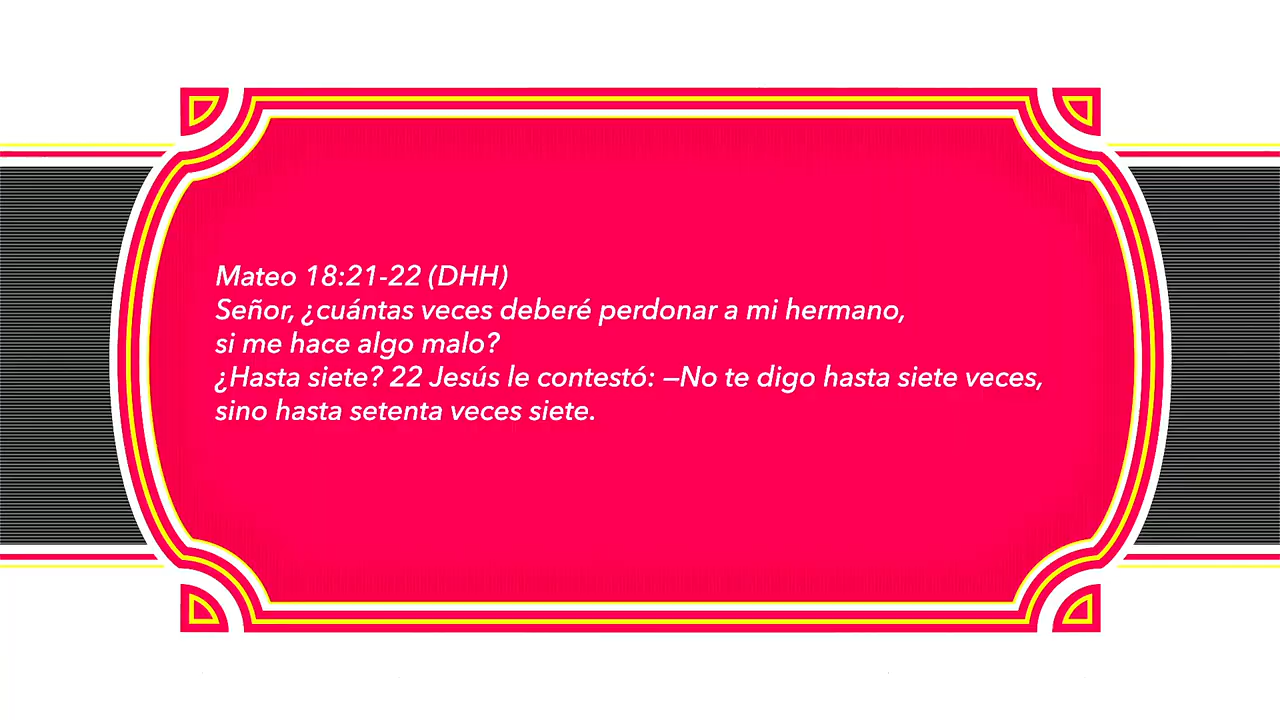 Mateo 18:21-22 (DHH)
Señor, ¿cuántas veces deberé perdonar a mi hermano,
si me hace algo malo?
¿Hasta siete? 22 Jesús le contestó: —No te digo hasta siete veces,
sino hasta setenta veces siete.